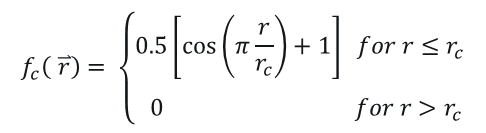 f_c( r⃗ ) = { 0.5 [cos (π r/r_c) + 1] for r ≤ r_c
0 for r > r_c